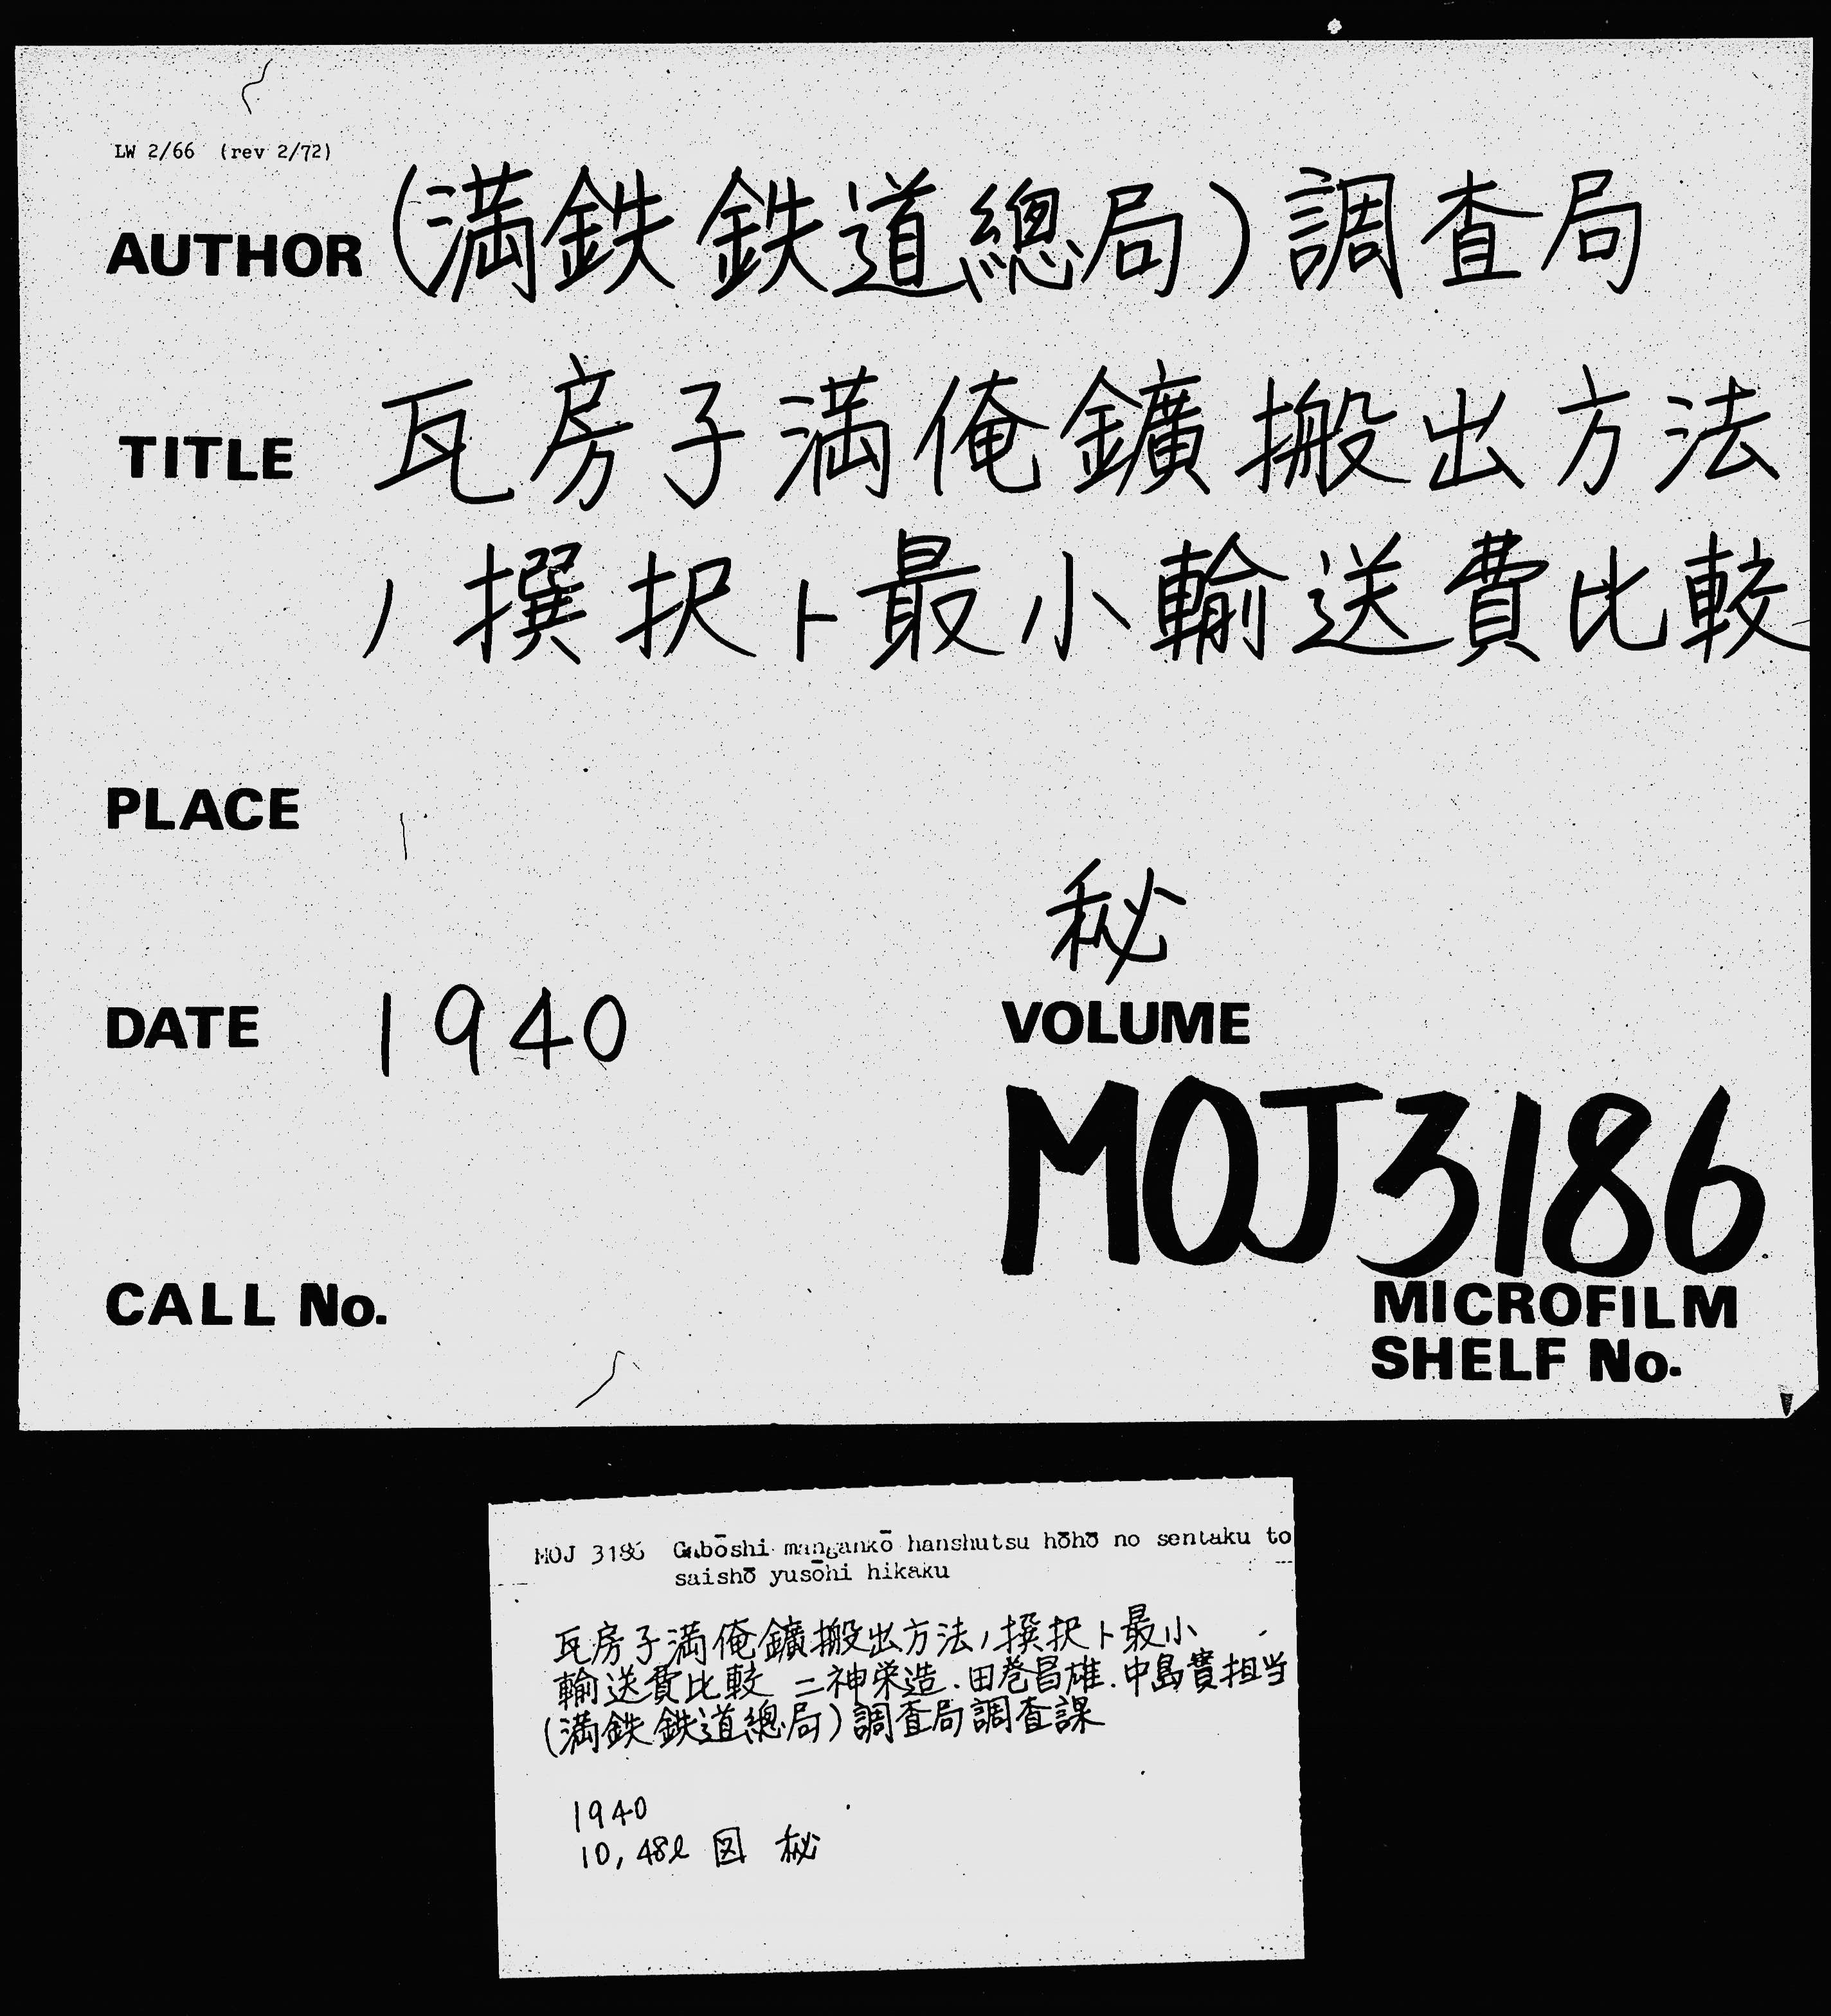 LW 2/66 (rev 2/72)
AUTHOR (満鉄鉄道總局)調査局
TITLE 瓦房子満俺鑛搬出方法
ノ撰択ト最小輸送費比較
PLACE
秘
DATE 1940 VOLUME
MOJ3186
CALL No. MICROFILM
SHELF No.
MOJ 3186 Gabōshi mangankō hanshutsu hōhō no sentaku to
saishō yusōhi hikaku
瓦房子満俺鑛搬出方法ノ撰択ト最小
輸送費比較 二神栄造.田巻昌雄.中島實担当
(満鉄鉄道總局)調査局調査課
1940
10,48l 図 秘